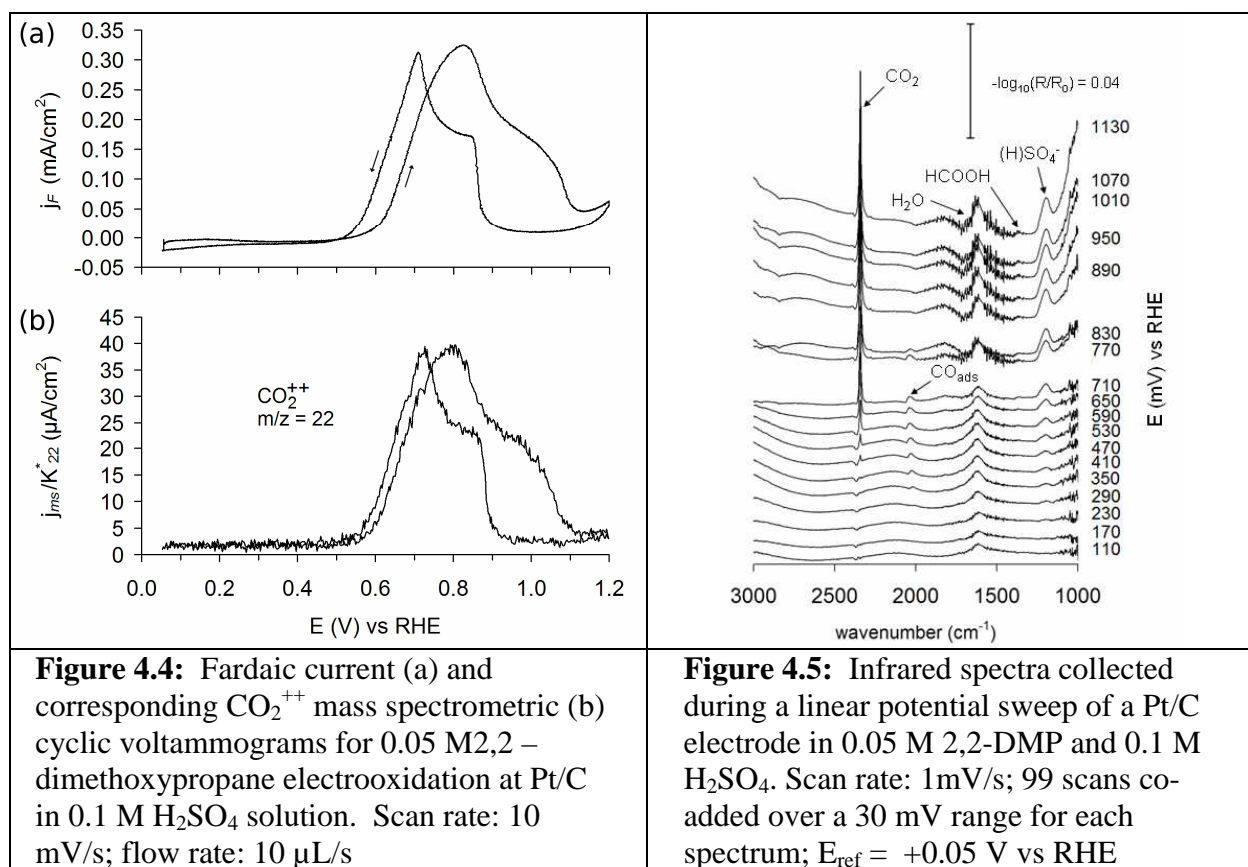 (a)
0.35
0.30
0.25
0.20
0.15
0.10
0.05
0.00
-0.05
j_F (mA/cm²)
(b)
45
40
35
30
25
20
15
10
5
0
j_ms/K*_22 (µA/cm²)
CO₂⁺⁺
m/z = 22
0.0 0.2 0.4 0.6 0.8 1.0 1.2
E (V) vs RHE
CO₂
-log₁₀(R/R₀) = 0.04
(H)SO₄⁻
HCOOH
H₂O
CO_ads
1130
1070
1010
950
890
830
770
710
650
590
530
470
410
350
290
230
170
110
E (mV) vs RHE
3000 2500 2000 1500 1000
wavenumber (cm⁻¹)
Figure 4.4: Fardaic current (a) and
corresponding CO₂⁺⁺ mass spectrometric (b)
cyclic voltammograms for 0.05 M2,2 –
dimethoxypropane electrooxidation at Pt/C
in 0.1 M H₂SO₄ solution. Scan rate: 10
mV/s; flow rate: 10 µL/s
Figure 4.5: Infrared spectra collected
during a linear potential sweep of a Pt/C
electrode in 0.05 M 2,2-DMP and 0.1 M
H₂SO₄. Scan rate: 1mV/s; 99 scans co-
added over a 30 mV range for each
spectrum; E_ref = +0.05 V vs RHE